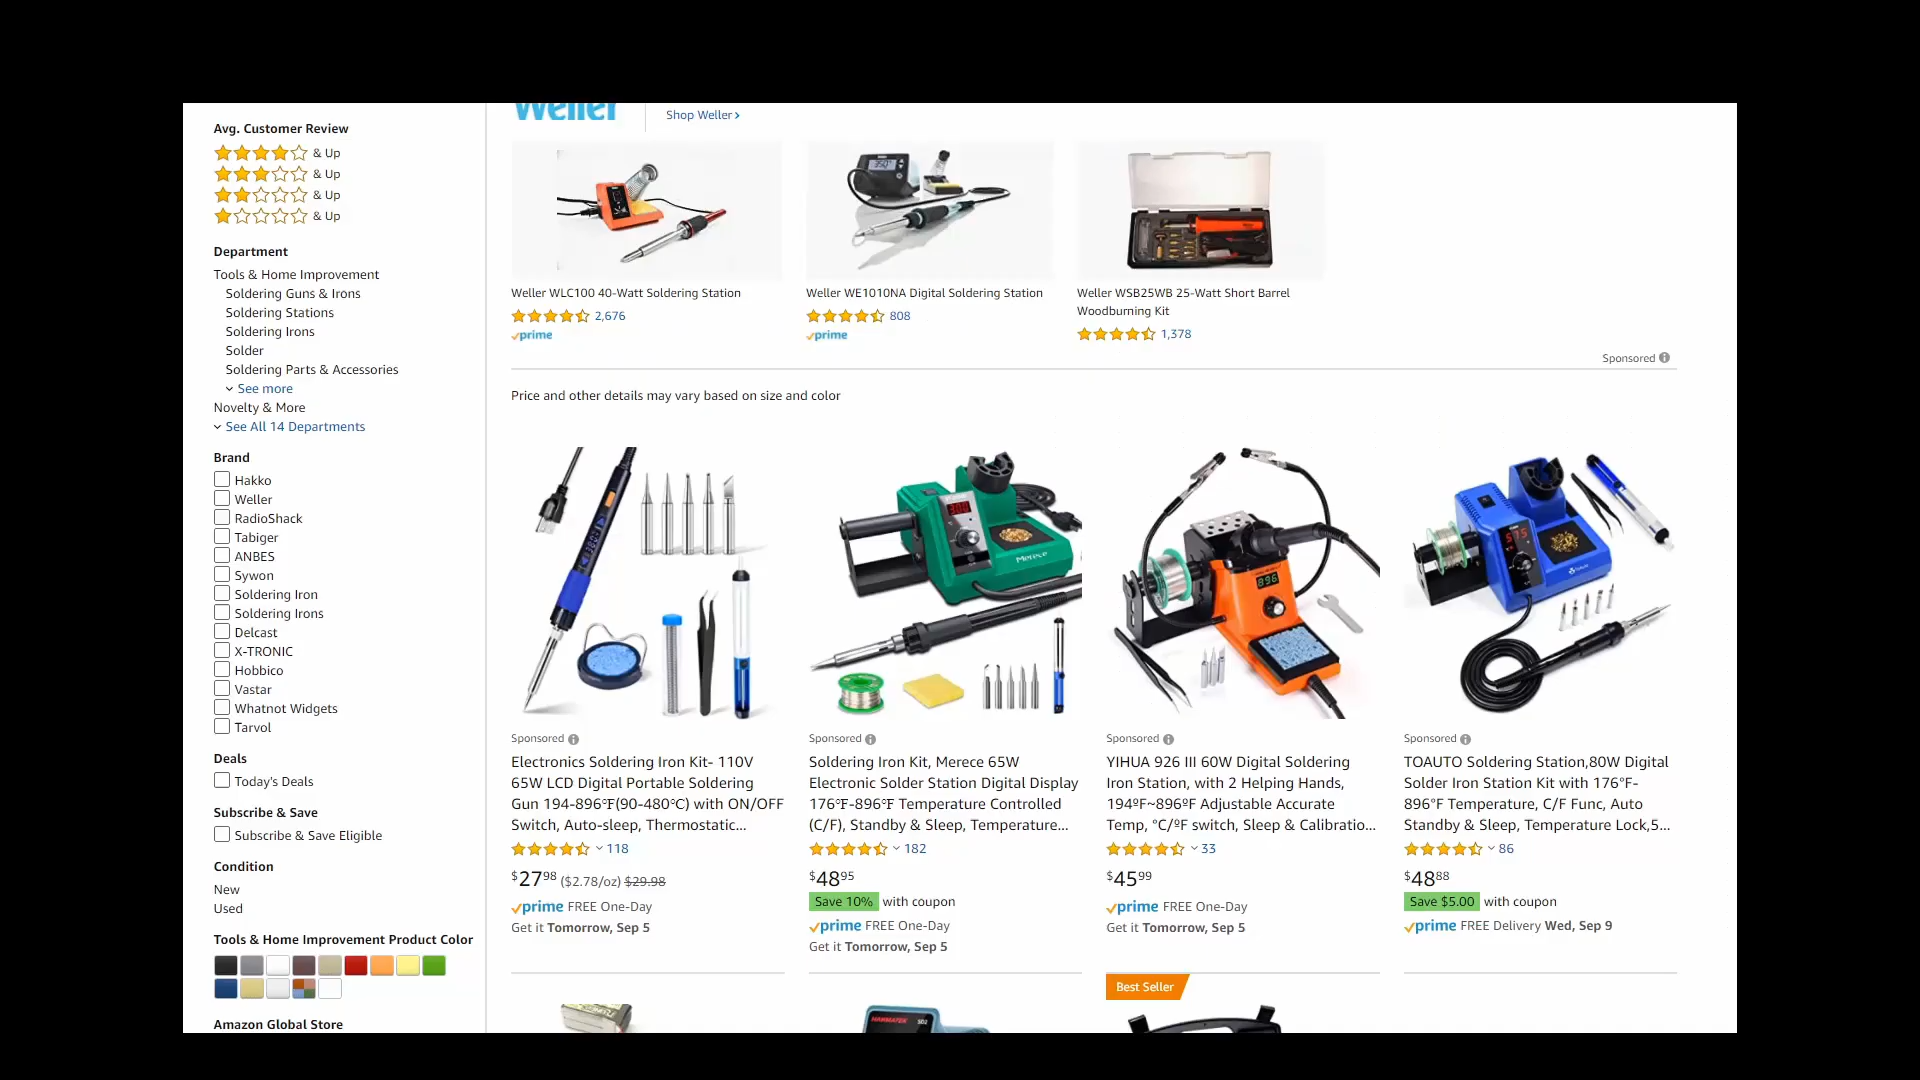 Avg. Customer Review
& Up
& Up
& Up
& Up
Department
Tools & Home Improvement
Soldering Guns & Irons
Soldering Stations
Soldering Irons
Solder
Soldering Parts & Accessories
See more
Novelty & More
See All 14 Departments
Brand
Hakko
Weller
RadioShack
Tabiger
ANBES
Sywon
Soldering Iron
Soldering Irons
Delcast
X-TRONIC
Hobbico
Vastar
Whatnot Widgets
Tarvol
Deals
Today's Deals
Subscribe & Save
Subscribe & Save Eligible
Condition
New
Used
Tools & Home Improvement Product Color
Amazon Global Store
Weller
Shop Weller ›
Weller WLC100 40-Watt Soldering Station
2,676
prime
Weller WE1010NA Digital Soldering Station
808
prime
Weller WSB25WB 25-Watt Short Barrel
Woodburning Kit
1,378
Sponsored
Price and other details may vary based on size and color
Sponsored
Electronics Soldering Iron Kit- 110V
65W LCD Digital Portable Soldering
Gun 194-896℉(90-480℃) with ON/OFF
Switch, Auto-sleep, Thermostatic...
118
$27.98 ($2.78/oz) $29.98
prime FREE One-Day
Get it Tomorrow, Sep 5
Merece
Sponsored
Soldering Iron Kit, Merece 65W
Electronic Solder Station Digital Display
176℉-896℉ Temperature Controlled
(C/F), Standby & Sleep, Temperature...
182
$48.95
Save 10% with coupon
prime FREE One-Day
Get it Tomorrow, Sep 5
896
Sponsored
YIHUA 926 III 60W Digital Soldering
Iron Station, with 2 Helping Hands,
194ºF~896ºF Adjustable Accurate
Temp, °C/ºF switch, Sleep & Calibratio...
33
$45.99
prime FREE One-Day
Get it Tomorrow, Sep 5
575
Sponsored
TOAUTO Soldering Station,80W Digital
Solder Iron Station Kit with 176°F-
896°F Temperature, C/F Func, Auto
Standby & Sleep, Temperature Lock,5...
86
$48.88
Save $5.00 with coupon
prime FREE Delivery Wed, Sep 9
Best Seller